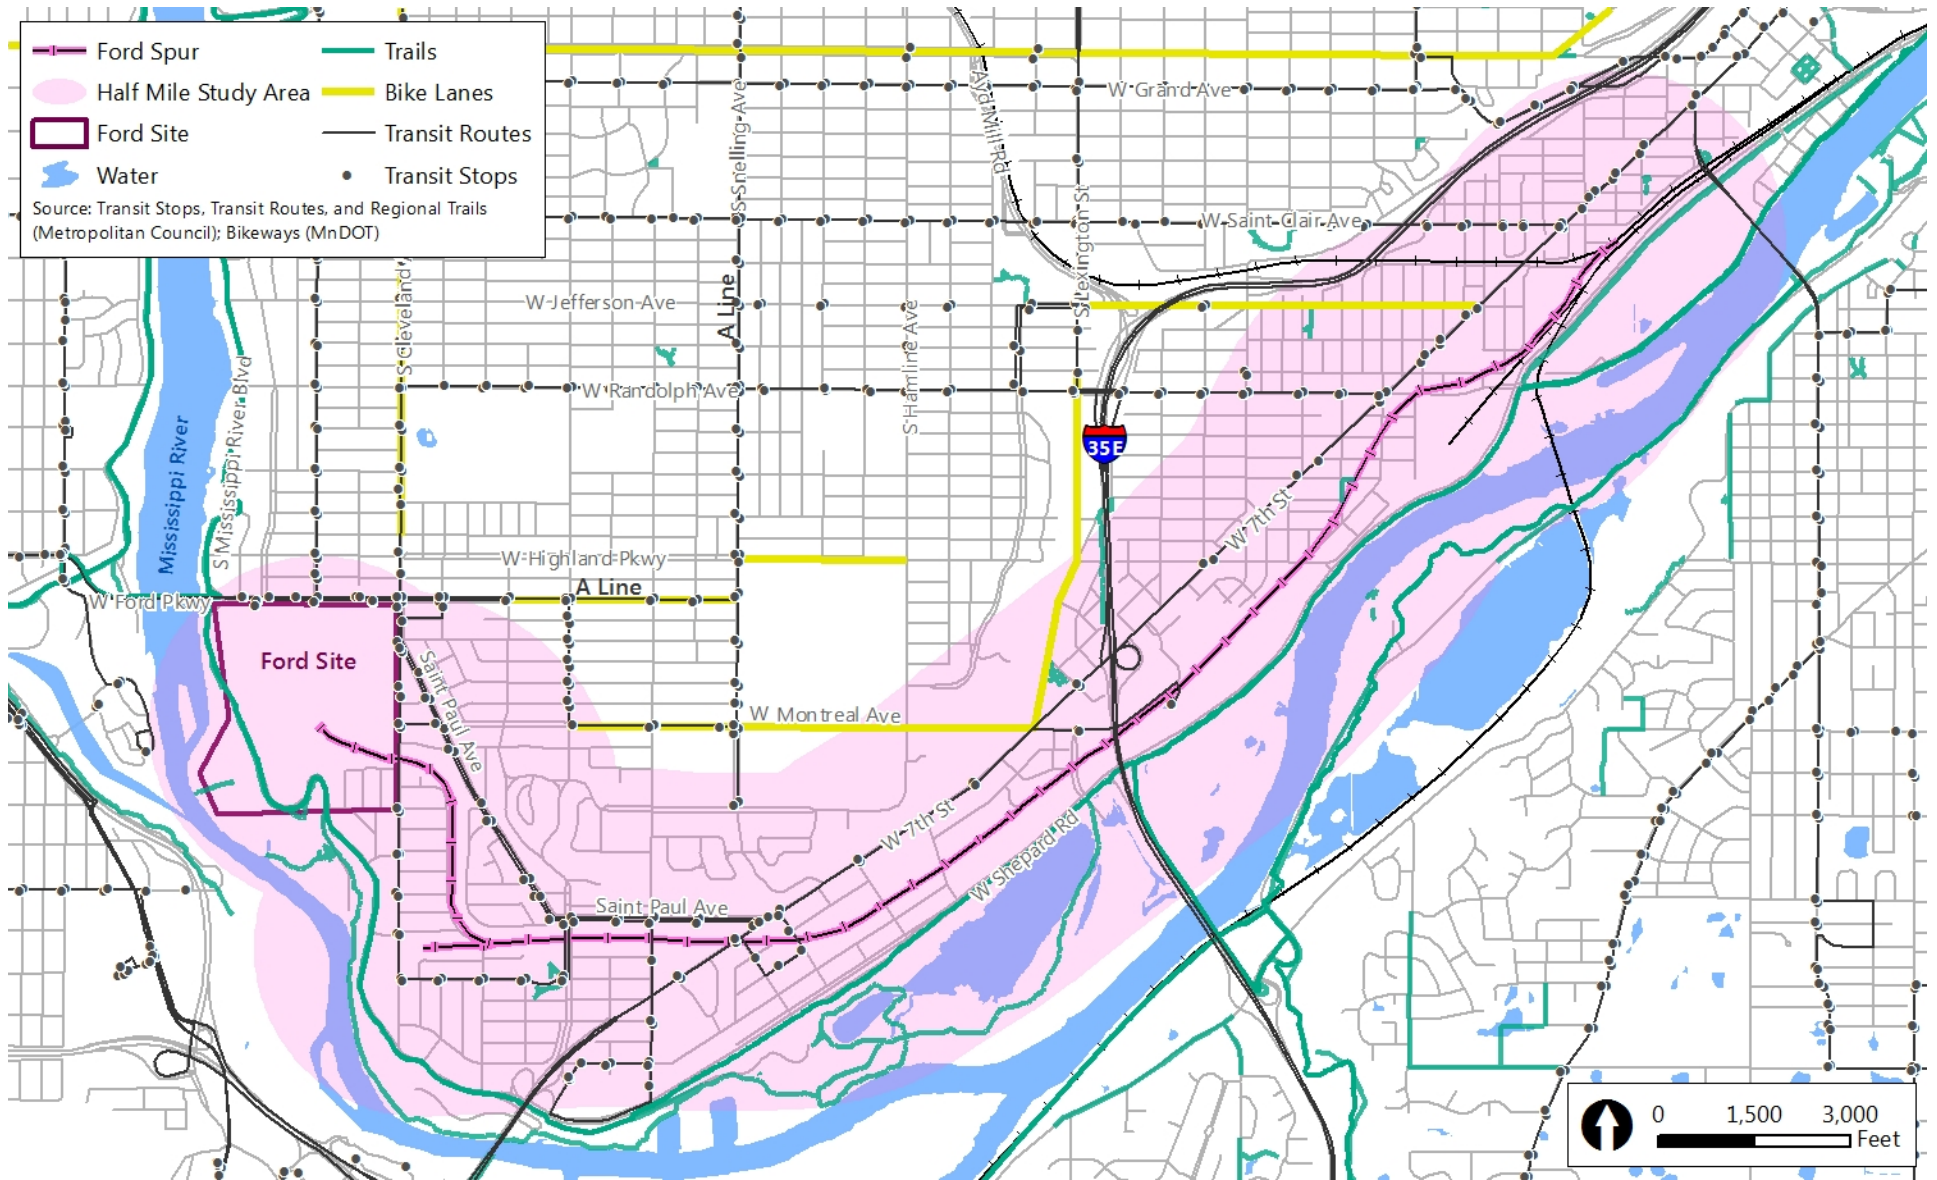 Ford Spur
Trails
Half Mile Study Area
Bike Lanes
Ford Site
Transit Routes
Water
Transit Stops
Source: Transit Stops, Transit Routes, and Regional Trails
(Metropolitan Council); Bikeways (MnDOT)
W Grand Ave
Ayd Mill Rd
S Snelling Ave
S Lexington St
W Saint Clair Ave
S Cleveland
W Jefferson Ave
A Line
S Hamline Ave
S Mississippi River Blvd
Mississippi River
W Randolph Ave
35E
W 7th St
W Highland Pkwy
A Line
W Ford Pkwy
Ford Site
Saint Paul Ave
W Montreal Ave
W 7th St
W Shepard Rd
Saint Paul Ave
0 1,500 3,000
Feet